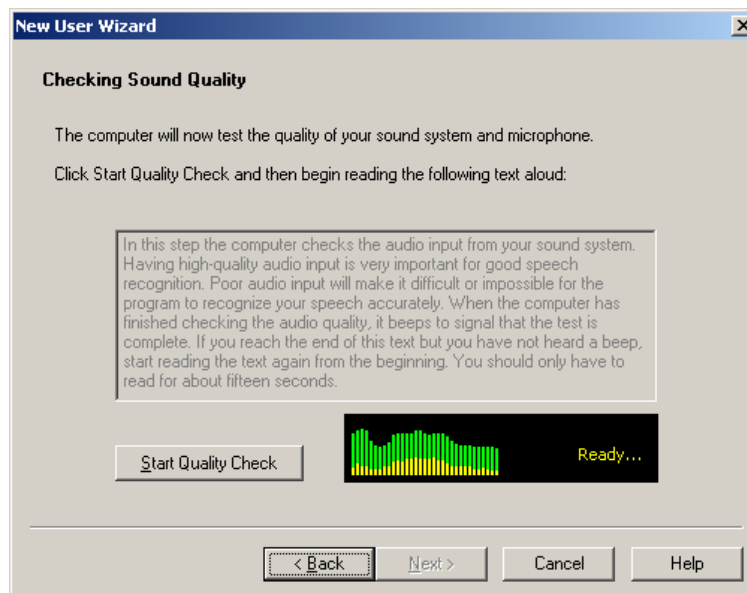 New User Wizard
Checking Sound Quality
The computer will now test the quality of your sound system and microphone.
Click Start Quality Check and then begin reading the following text aloud:
In this step the computer checks the audio input from your sound system.
Having high-quality audio input is very important for good speech
recognition. Poor audio input will make it difficult or impossible for the
program to recognize your speech accurately. When the computer has
finished checking the audio quality, it beeps to signal that the test is
complete. If you reach the end of this text but you have not heard a beep,
start reading the text again from the beginning. You should only have to
read for about fifteen seconds.
Start Quality Check
Ready...
< Back
Next >
Cancel
Help